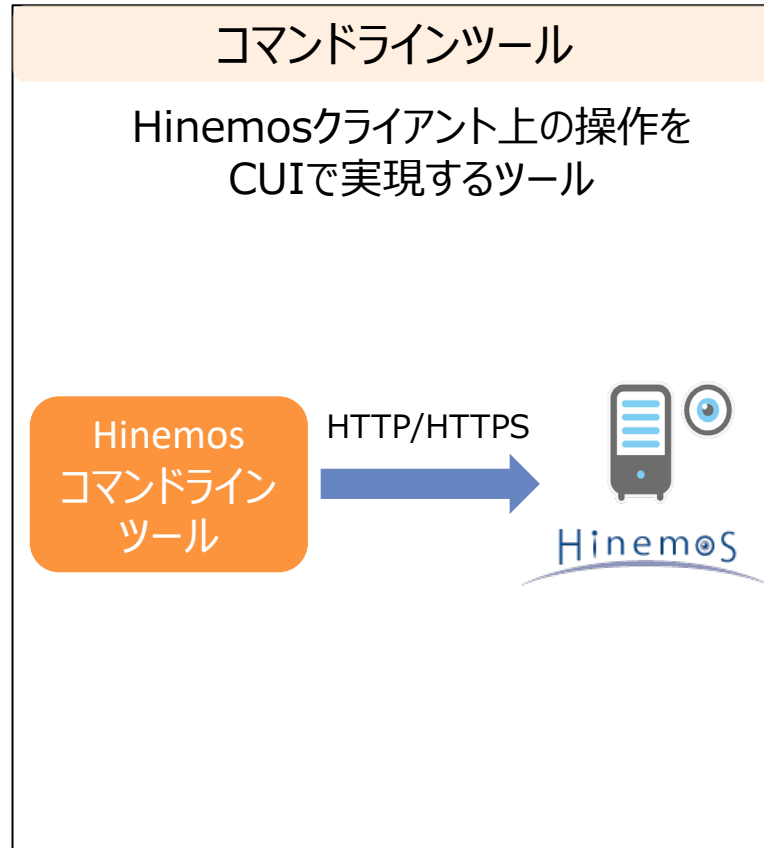 コマンドラインツール
Hinemosクライアント上の操作を
CUIで実現するツール
Hinemos
コマンドライン
ツール
HTTP/HTTPS
Hinemos